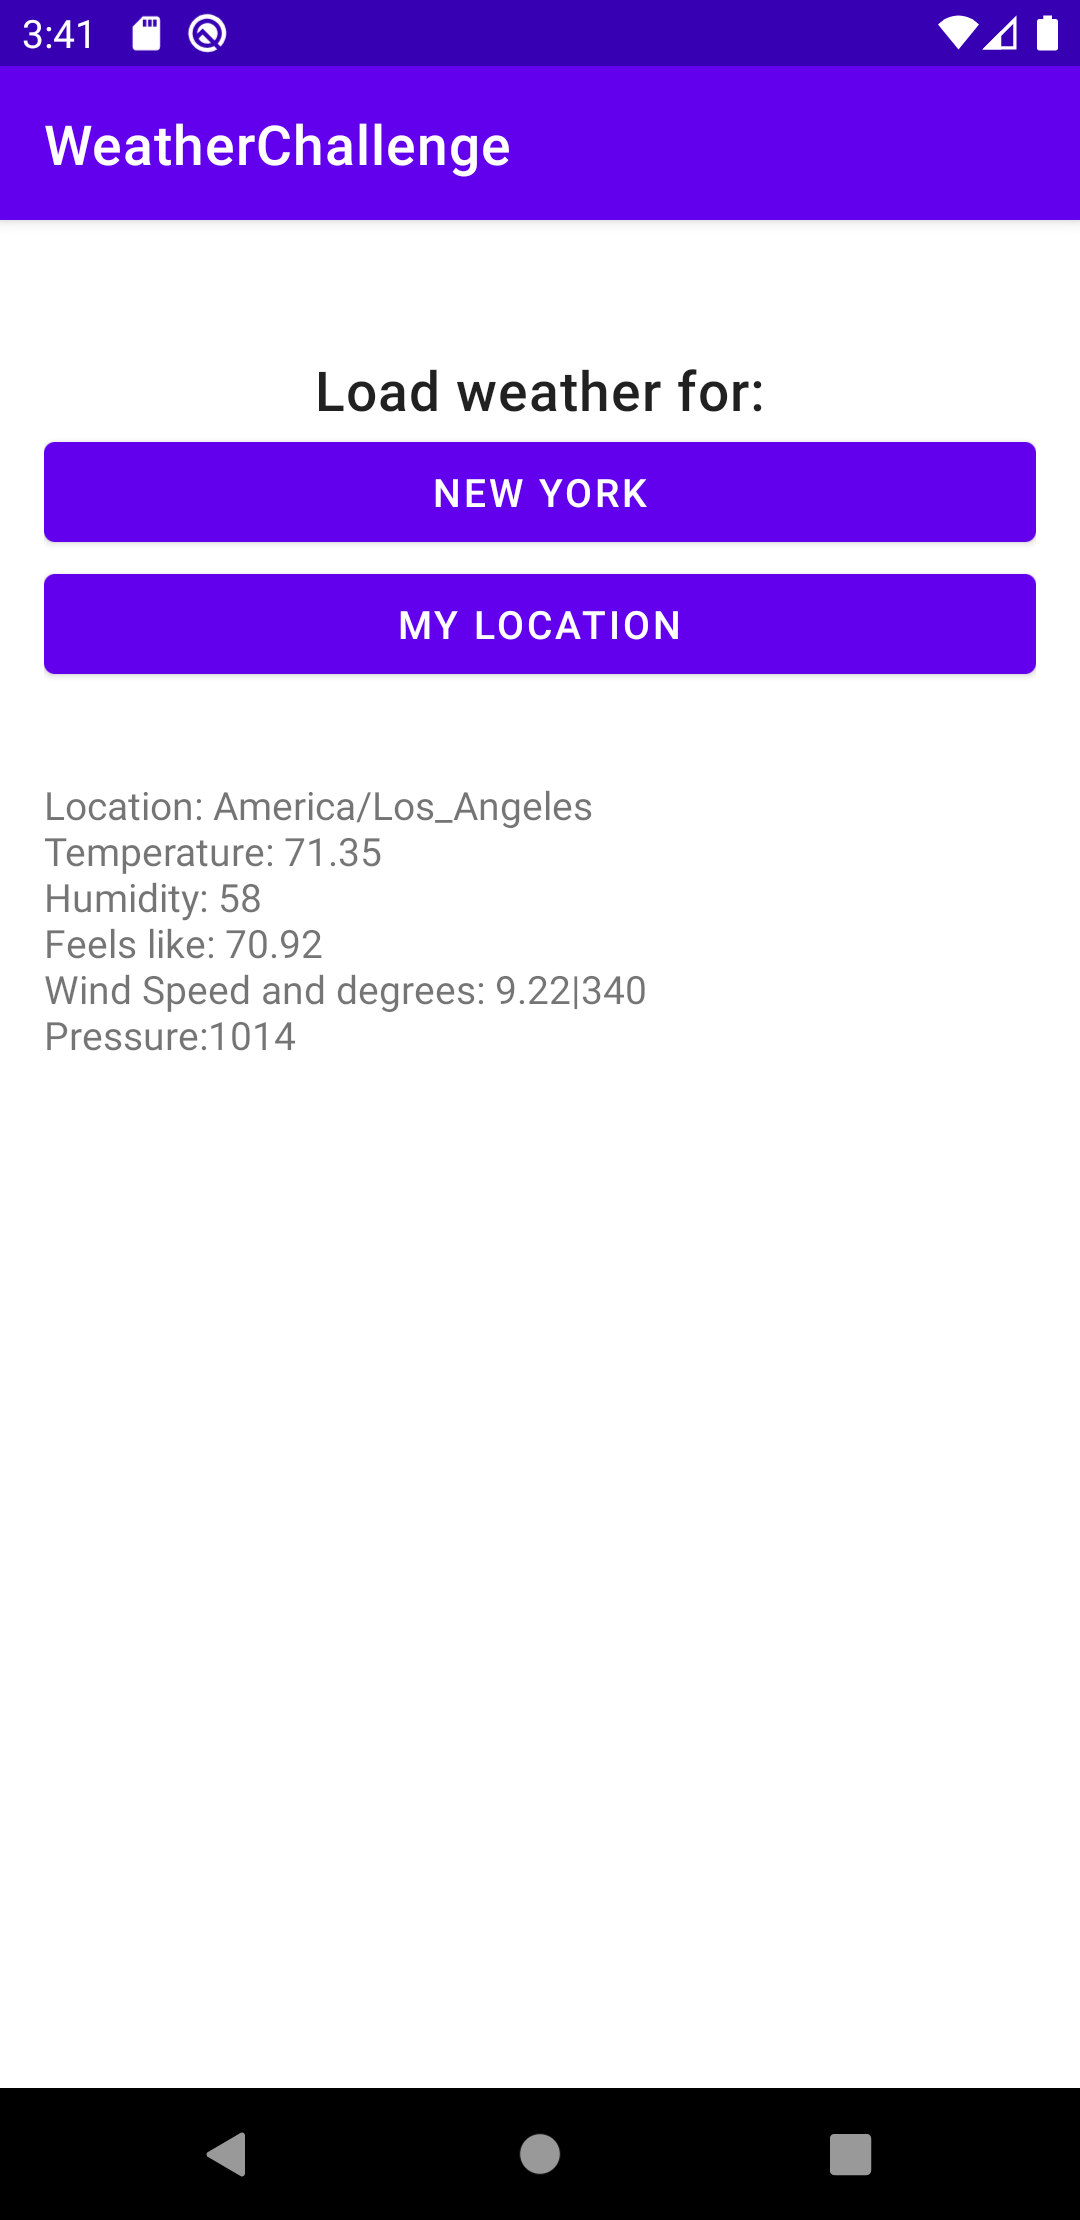 3:41
WeatherChallenge
Load weather for:
NEW YORK
MY LOCATION
Location: America/Los_Angeles
Temperature: 71.35
Humidity: 58
Feels like: 70.92
Wind Speed and degrees: 9.22|340
Pressure:1014